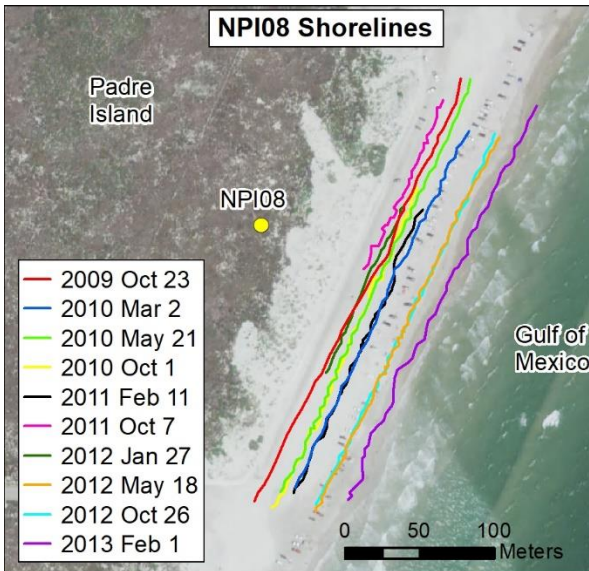 NPI08 Shorelines
Padre
Island
NPI08
2009 Oct 23
2010 Mar 2
2010 May 21
2010 Oct 1
2011 Feb 11
2011 Oct 7
2012 Jan 27
2012 May 18
2012 Oct 26
2013 Feb 1
Gulf of
Mexico
0 50 100
Meters